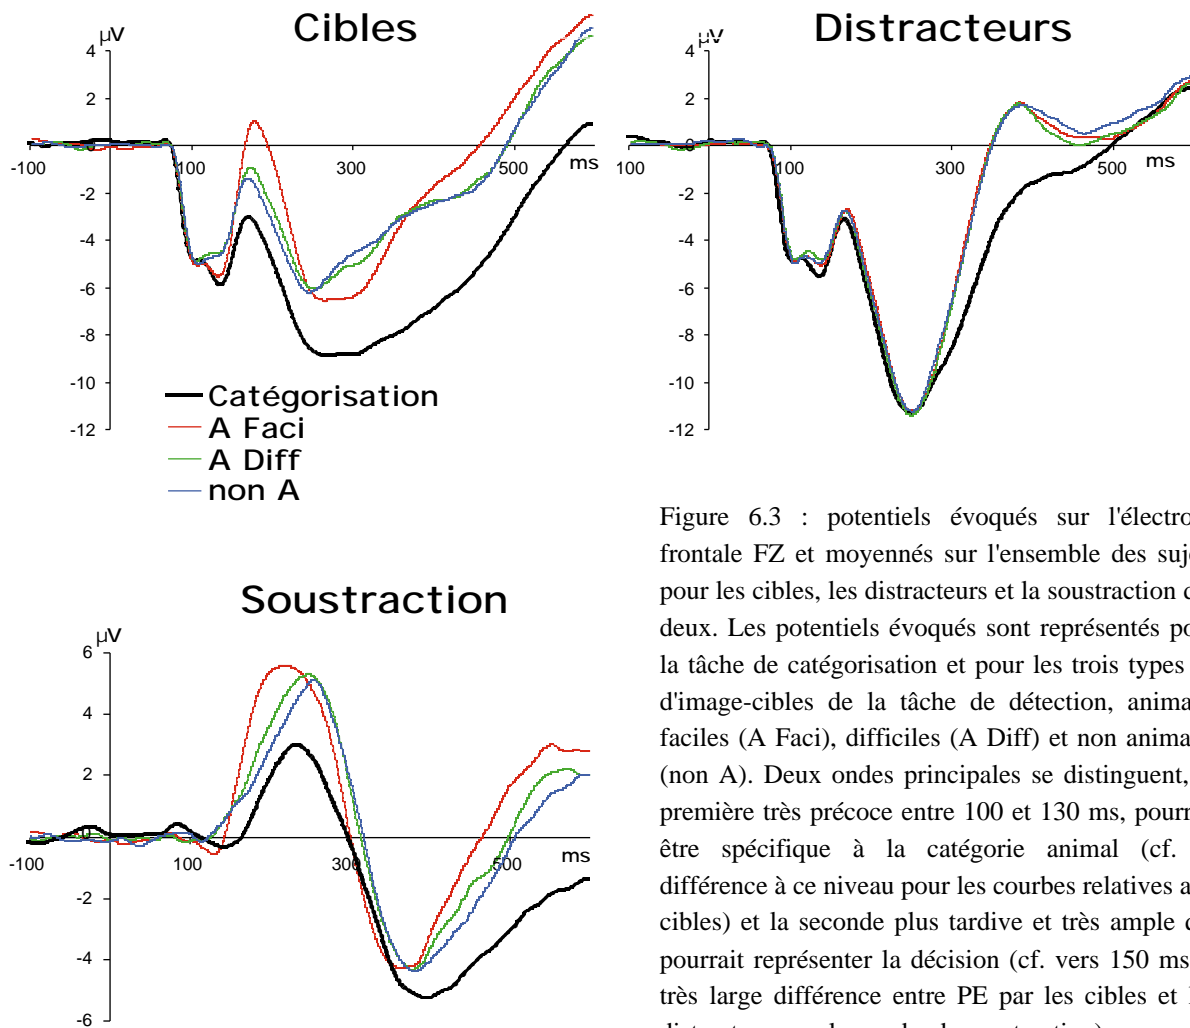 Cibles
µV
4
2
-100
100
300
500
ms
-2
-4
-6
-8
-10
-12
Catégorisation
A Faci
A Diff
non A
Distracteurs
µV
4
2
0
100
100
300
500
ms
-2
-4
-6
-8
-10
-12
Soustraction
µV
6
4
2
-100
100
300
500
ms
-2
-4
-6
Figure 6.3 : potentiels évoqués sur l'électro
frontale FZ et moyennés sur l'ensemble des suj
pour les cibles, les distracteurs et la soustraction
deux. Les potentiels évoqués sont représentés po
la tâche de catégorisation et pour les trois types
d'image-cibles de la tâche de détection, anima
faciles (A Faci), difficiles (A Diff) et non anima
(non A). Deux ondes principales se distinguent,
première très précoce entre 100 et 130 ms, pourr
être spécifique à la catégorie animal (cf.
différence à ce niveau pour les courbes relatives a
cibles) et la seconde plus tardive et très ample
pourrait représenter la décision (cf. vers 150 ms
très large différence entre PE par les cibles et